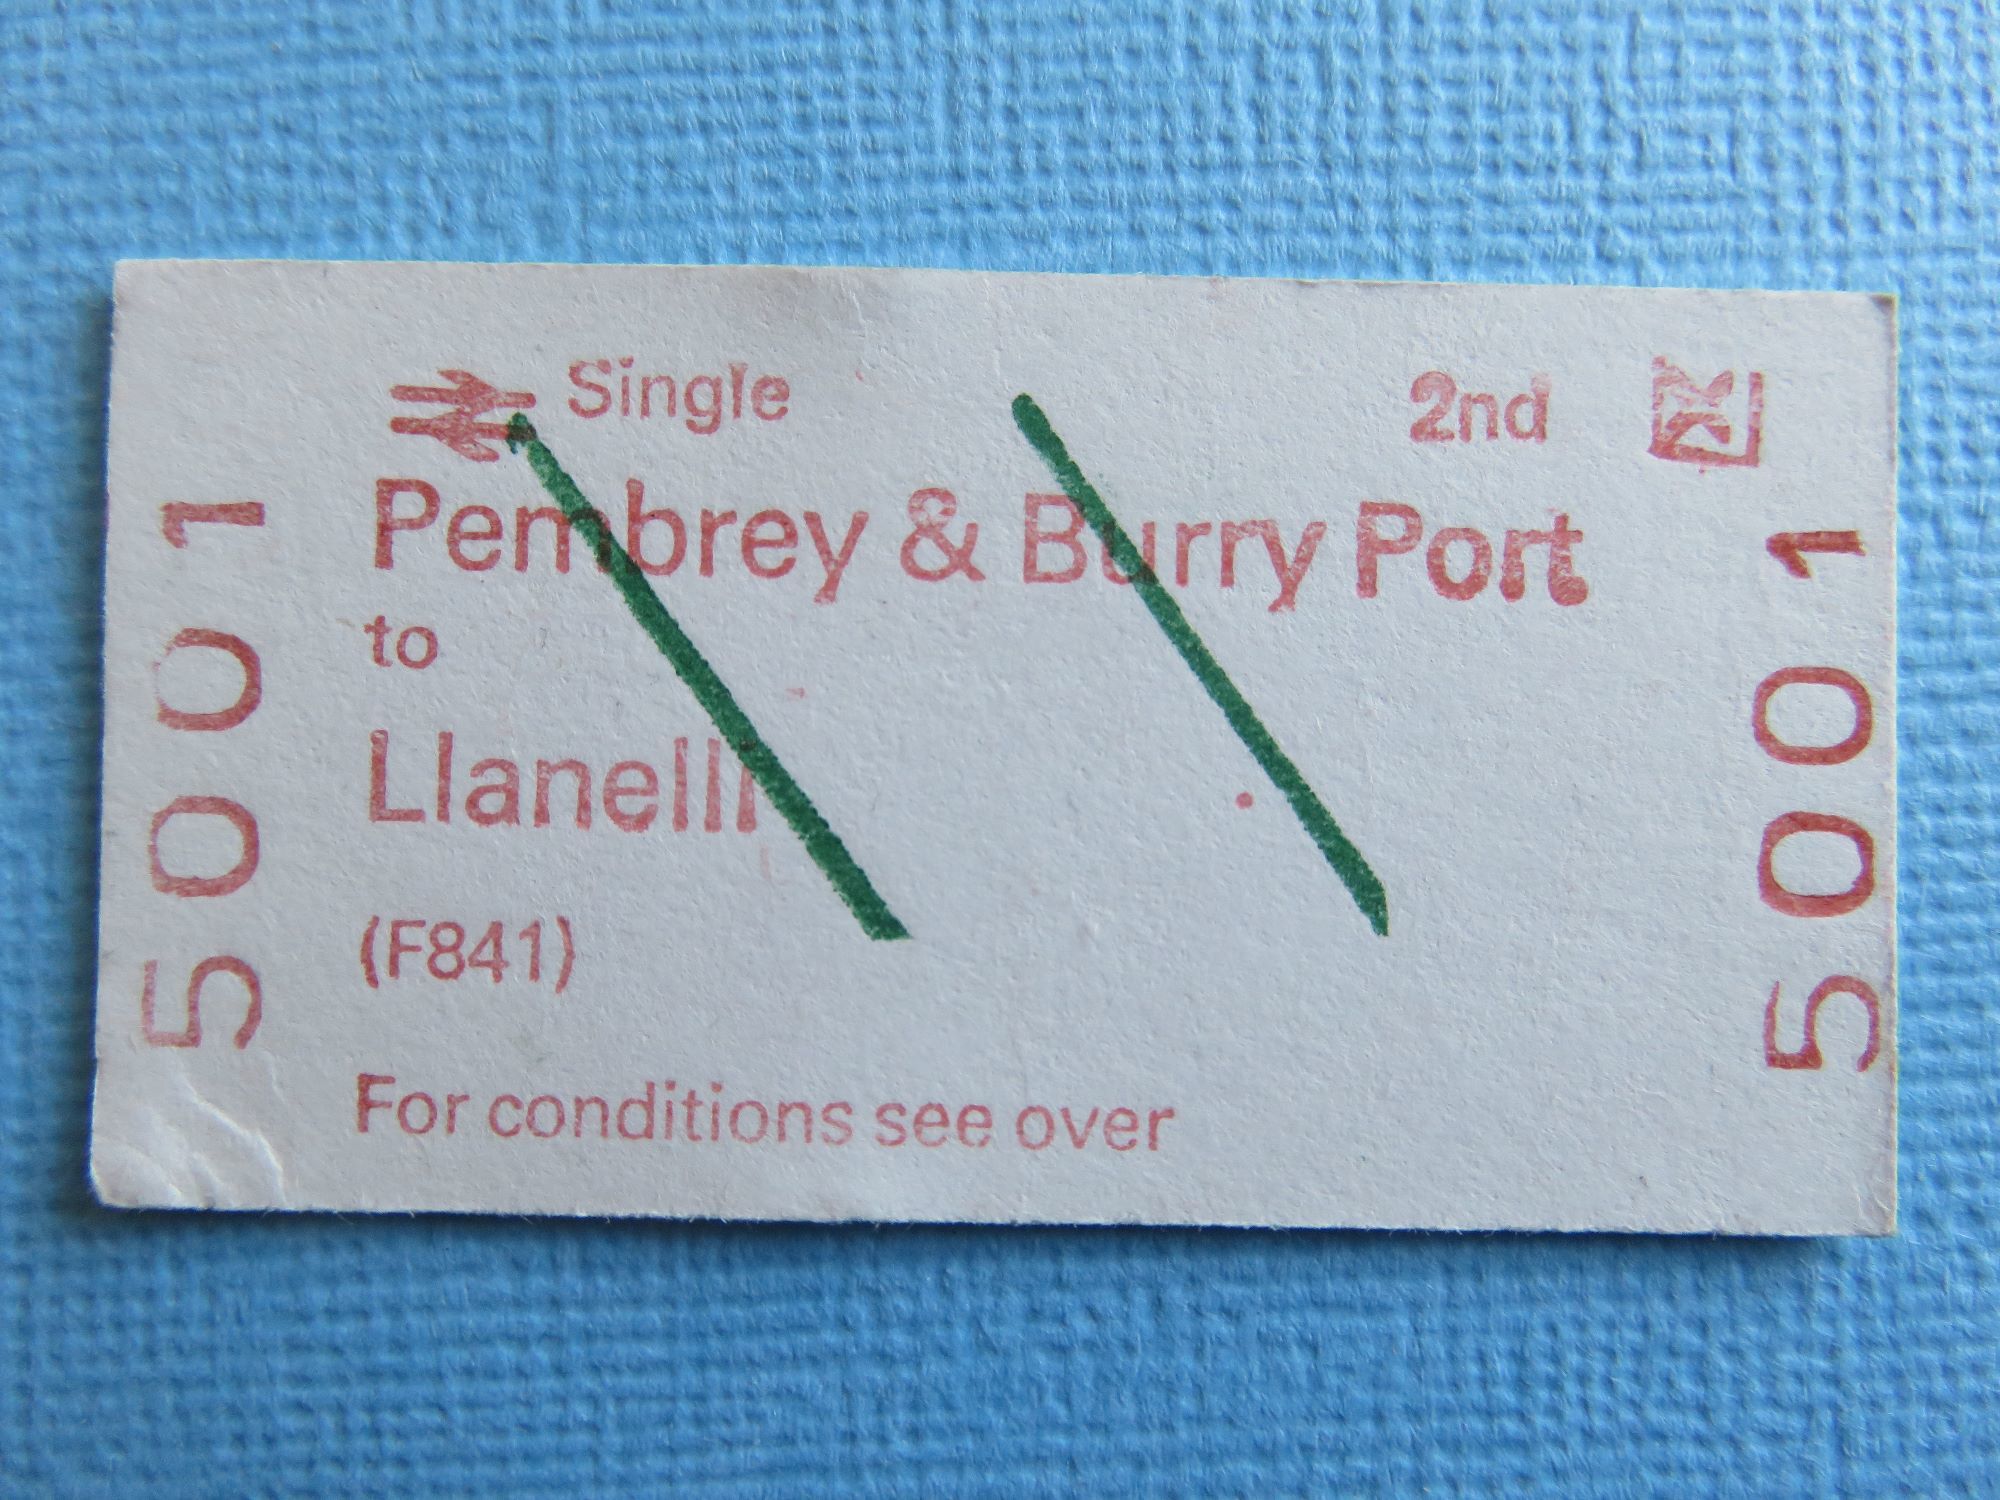 Single 2nd
Pembrey & Burry Port
to
Llanelli
(F841)
For conditions see over
5001
5001